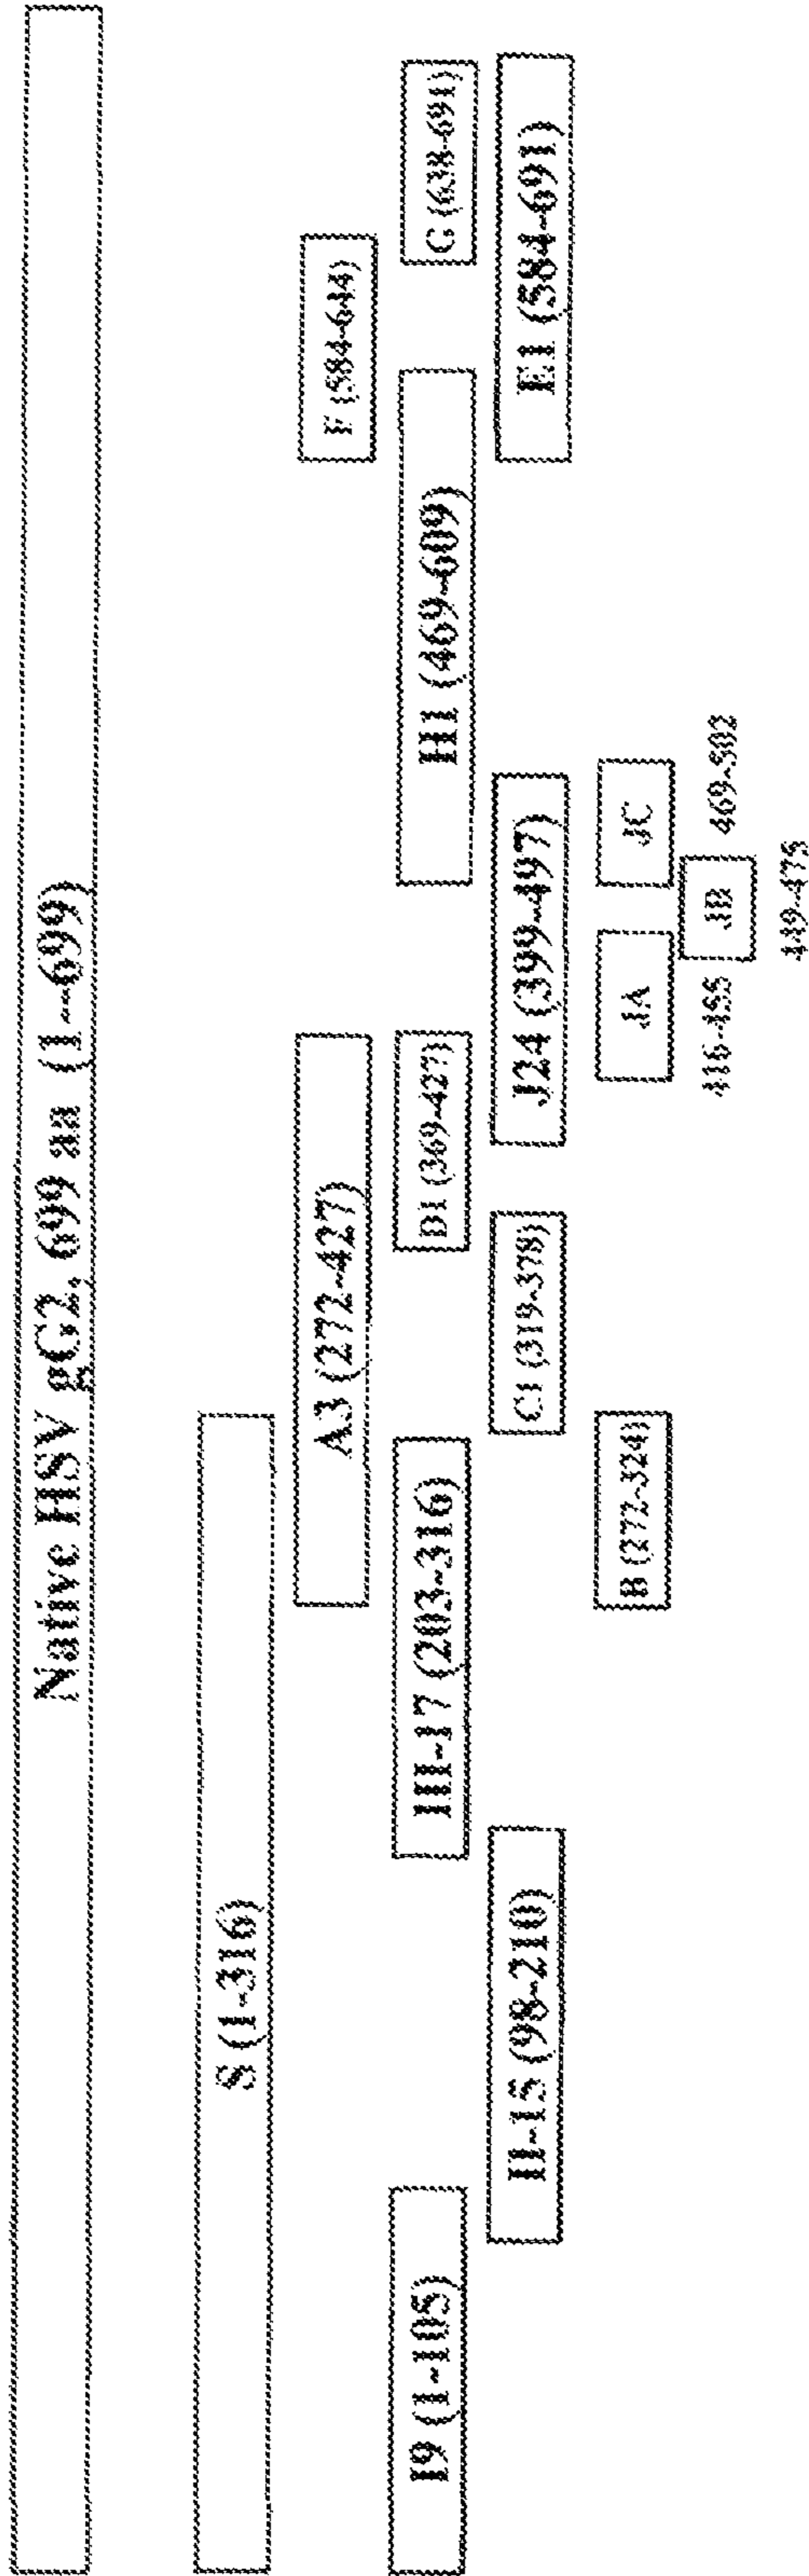 Native HSV gG2, 699 aa (1--699)
S (1-316)
A3 (272-427)
F (584-644)
I9 (1-105)
III-17 (203-316)
D1 (369-427)
H1 (469-609)
G (638-691)
II-15 (98-210)
C1 (319-378)
J24 (399-497)
E1 (584-691)
B (272-324)
JA
JC
JB
416-455
469-502
449-475